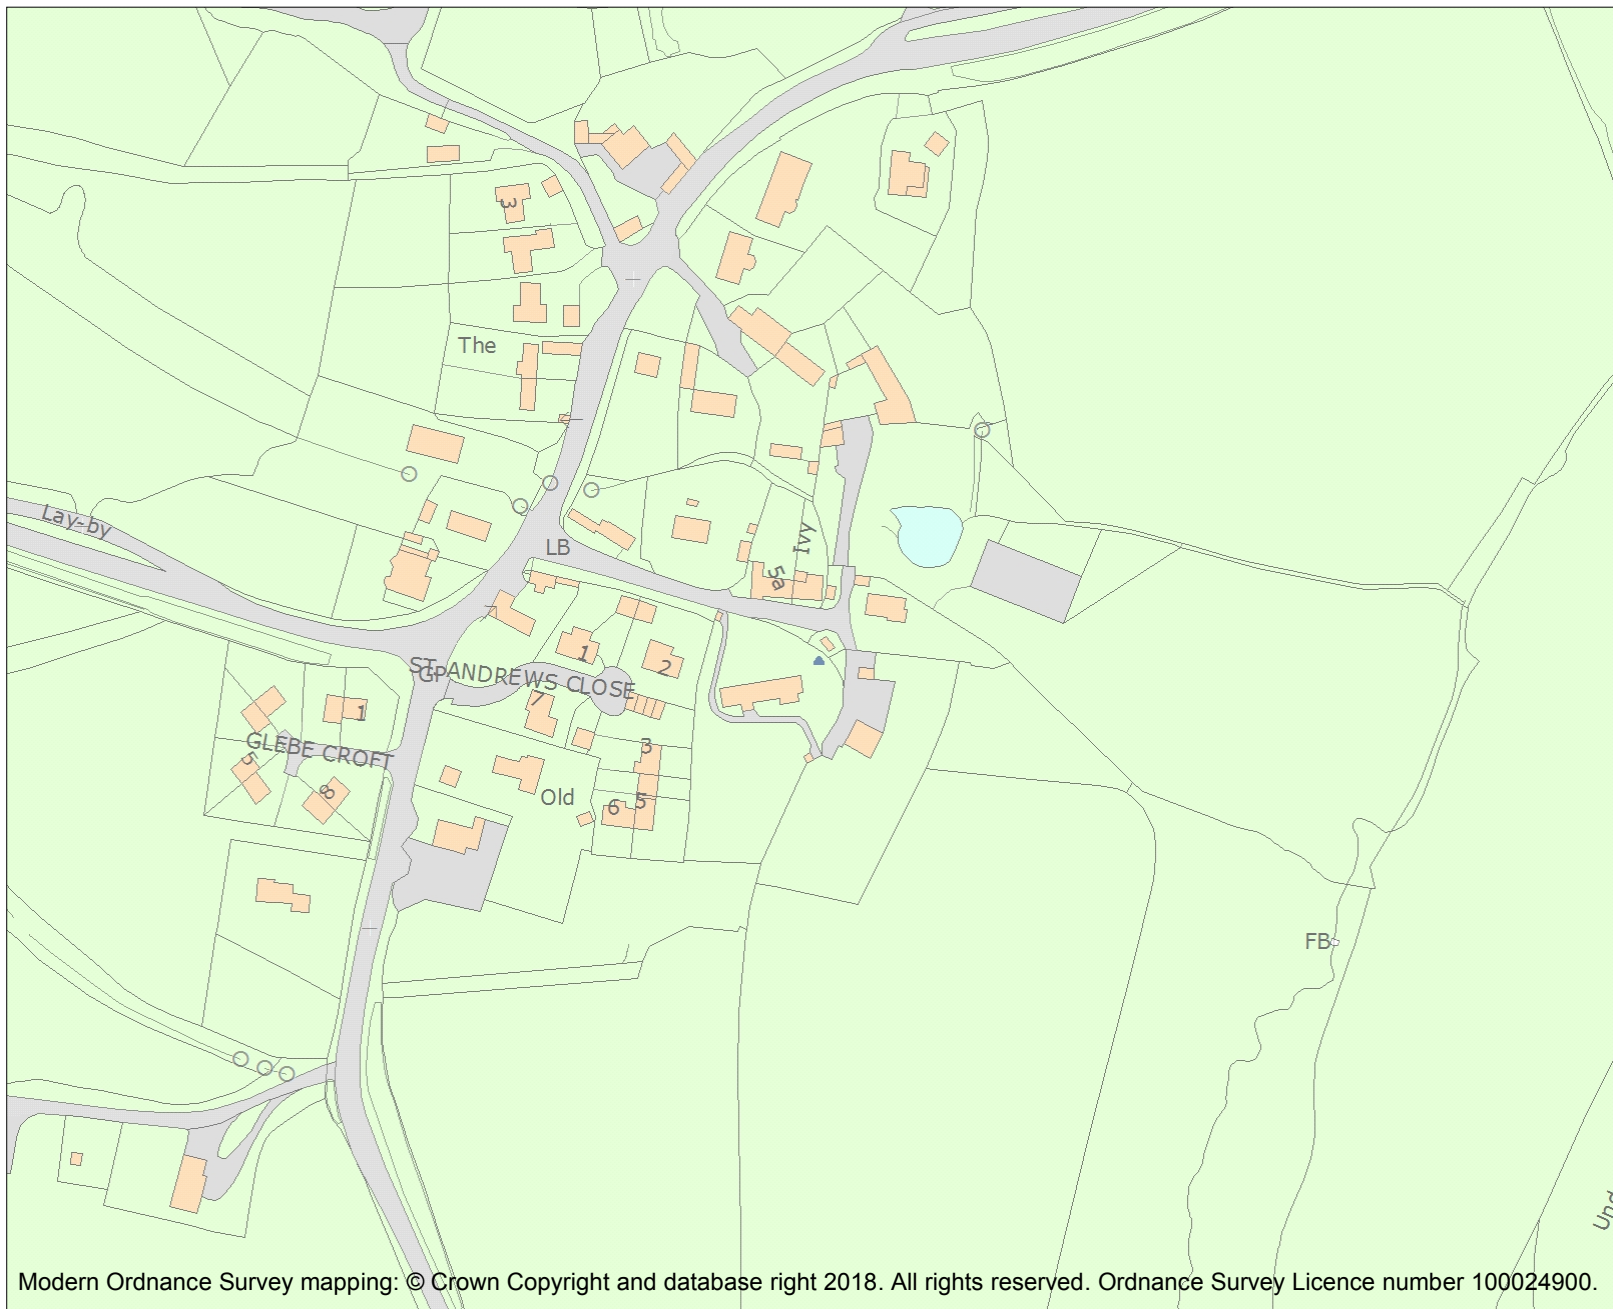 3
The
Lay-by
LB
Ivy
5a
1
2
ST ANDREWS CLOSE
GP
7
1
GLEBE CROFT
5
8
3
Old
6
5
FB
Und
Modern Ordnance Survey mapping: © Crown Copyright and database right 2018. All rights reserved. Ordnance Survey Licence number 100024900.